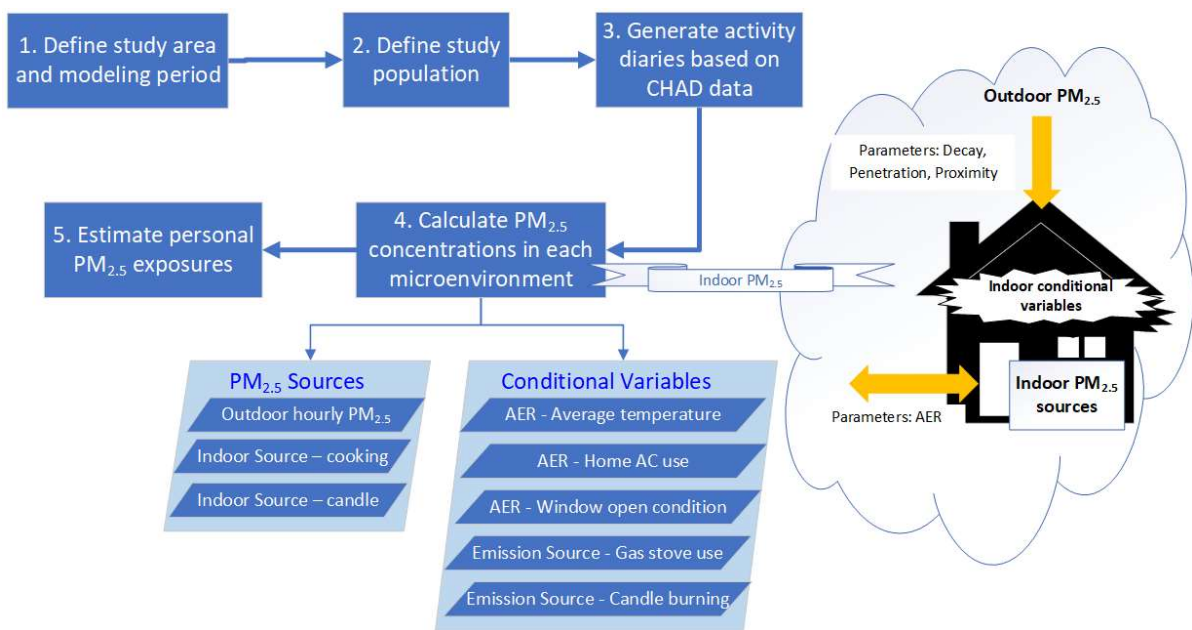 1. Define study area
and modeling period
2. Define study
population
3. Generate activity
diaries based on
CHAD data
4. Calculate PM₂.₅
concentrations in each
microenvironment
5. Estimate personal
PM₂.₅ exposures
PM₂.₅ Sources
Outdoor hourly PM₂.₅
Indoor Source – cooking
Indoor Source – candle
Conditional Variables
AER - Average temperature
AER - Home AC use
AER - Window open condition
Emission Source - Gas stove use
Emission Source - Candle burning
Indoor PM₂.₅
Outdoor PM₂.₅
Parameters: Decay,
Penetration, Proximity
Indoor conditional
variables
Indoor PM₂.₅
sources
Parameters: AER